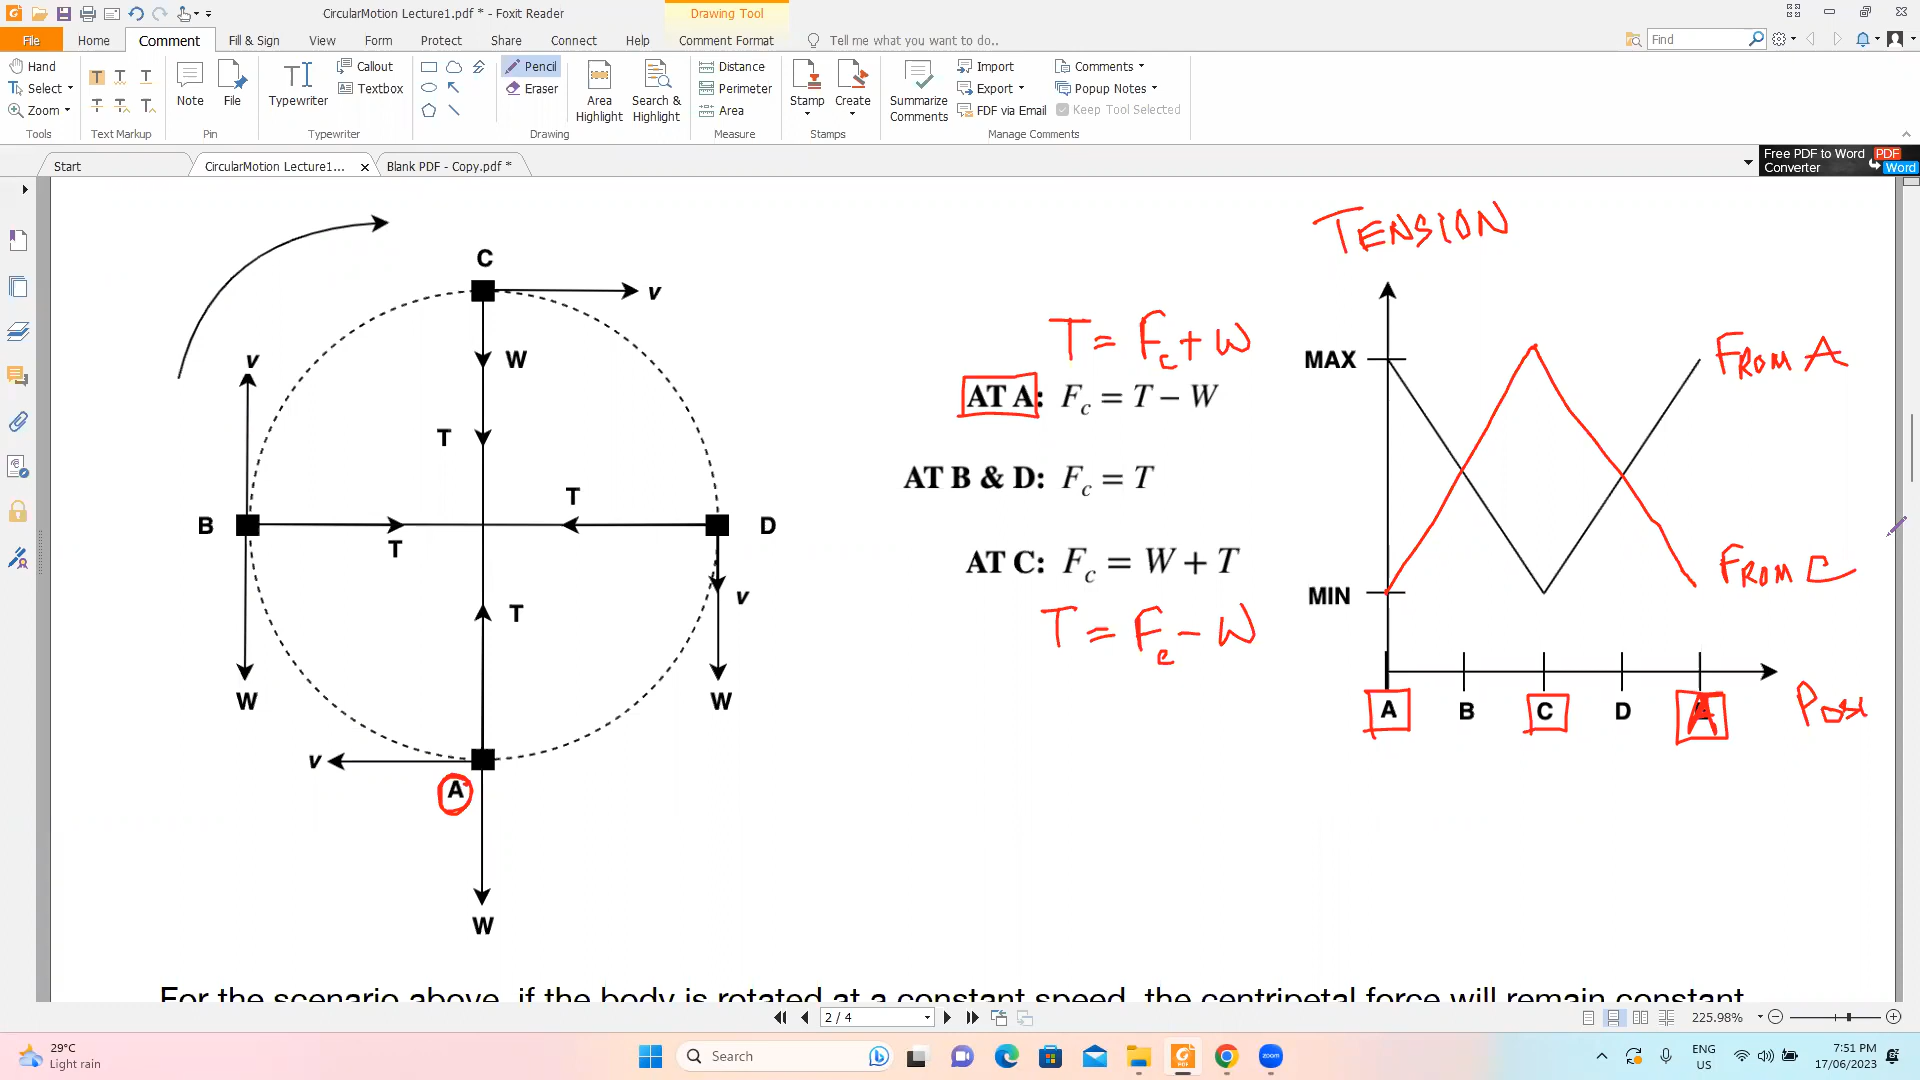 CircularMotion Lecture1.pdf * - Foxit Reader
Drawing Tool
File Home Comment Fill & Sign View Form Protect Share Connect Help Comment Format Tell me what you want to do.. Find
Hand
Select
Zoom
Tools
Text Markup
Note
File
Pin
Typewriter
Callout
Textbox
Typewriter
Pencil
Eraser
Drawing
Area Highlight
Search & Highlight
Distance
Perimeter
Area
Measure
Stamp
Create
Stamps
Summarize Comments
Import
Export
FDF via Email
Comments
Popup Notes
Keep Tool Selected
Manage Comments
Start
CircularMotion Lecture1...
Blank PDF - Copy.pdf *
Free PDF to Word Converter
PDF
Word
C
v
W
T
v
B
T
W
T
D
v
W
T
v
A
W
T = Fc + W
AT A: Fc = T − W
AT B & D: Fc = T
AT C: Fc = W + T
T = Fc − W
TENSION
MAX
MIN
FROM A
FROM C
A B C D A
For the scenario above, if the body is rotated at a constant speed, the centripetal force will remain constant
2 / 4
225.98%
29°C
Light rain
Search
zoom
ENG
US
7:51 PM
17/06/2023